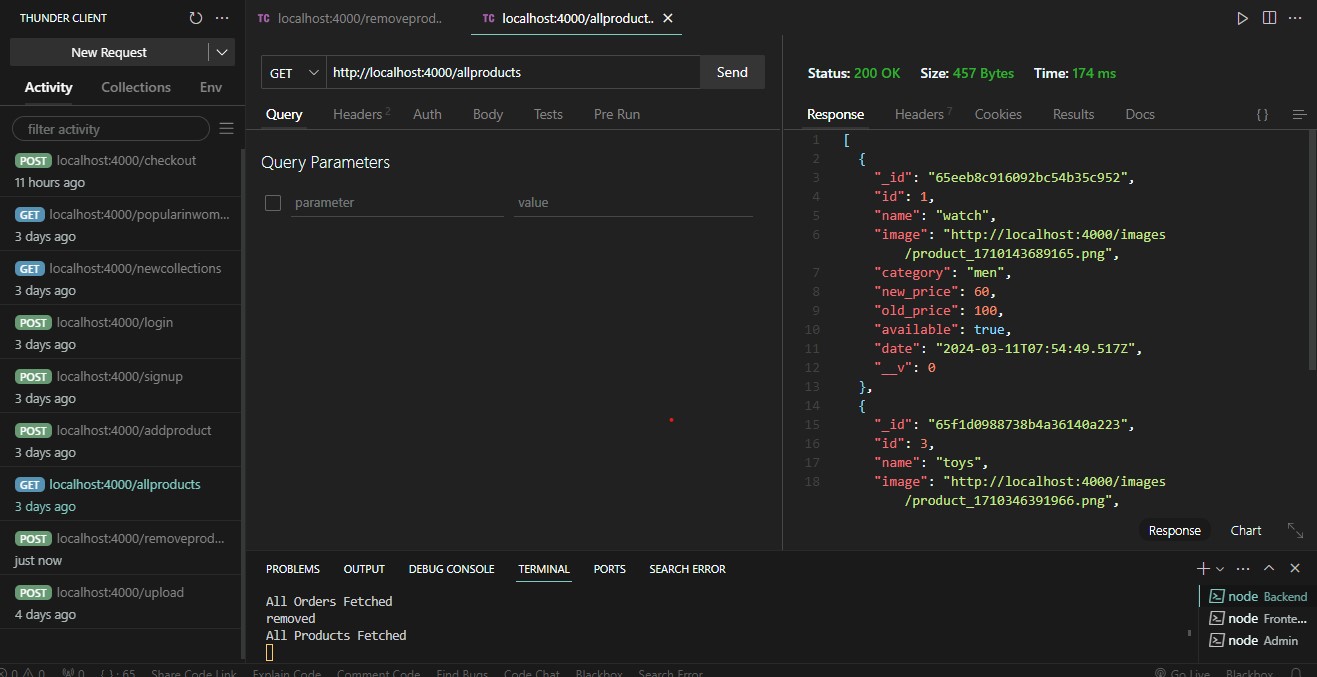 THUNDER CLIENT
New Request
Activity Collections Env
filter activity
POST localhost:4000/checkout
11 hours ago
GET localhost:4000/popularinwom...
3 days ago
GET localhost:4000/newcollections
3 days ago
POST localhost:4000/login
3 days ago
POST localhost:4000/signup
3 days ago
POST localhost:4000/addproduct
3 days ago
GET localhost:4000/allproducts
3 days ago
POST localhost:4000/removeprod...
just now
POST localhost:4000/upload
4 days ago
TC localhost:4000/removeprod..
TC localhost:4000/allproduct..
GET http://localhost:4000/allproducts Send
Query Headers 2 Auth Body Tests Pre Run
Query Parameters
parameter value
Status: 200 OK Size: 457 Bytes Time: 174 ms
Response Headers 7 Cookies Results Docs {}
1 [
2 {
3 "_id": "65eeb8c916092bc54b35c952",
4 "id": 1,
5 "name": "watch",
6 "image": "http://localhost:4000/images
/product_1710143689165.png",
7 "category": "men",
8 "new_price": 60,
9 "old_price": 100,
10 "available": true,
11 "date": "2024-03-11T07:54:49.517Z",
12 "__v": 0
13 },
14 {
15 "_id": "65f1d0988738b4a36140a223",
16 "id": 3,
17 "name": "toys",
18 "image": "http://localhost:4000/images
/product_1710346391966.png",
Response Chart
PROBLEMS OUTPUT DEBUG CONSOLE TERMINAL PORTS SEARCH ERROR
All Orders Fetched
removed
All Products Fetched
node Backend
node Fronte...
node Admin
0 0 0 {..}: 65 Share Code Link Explain Code Comment Code Find Bugs Code Chat Blackbox Search Error Go Live Blackbox